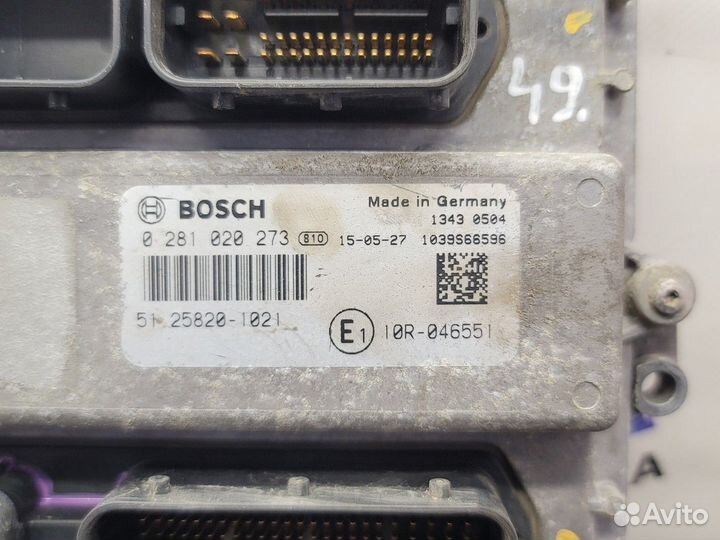 49.
BOSCH
Made in Germany
1343 0504
0 281 020 273 810 15-05-27 1039S66596
51.25820-1021
E1 10R-046551
A
Avito